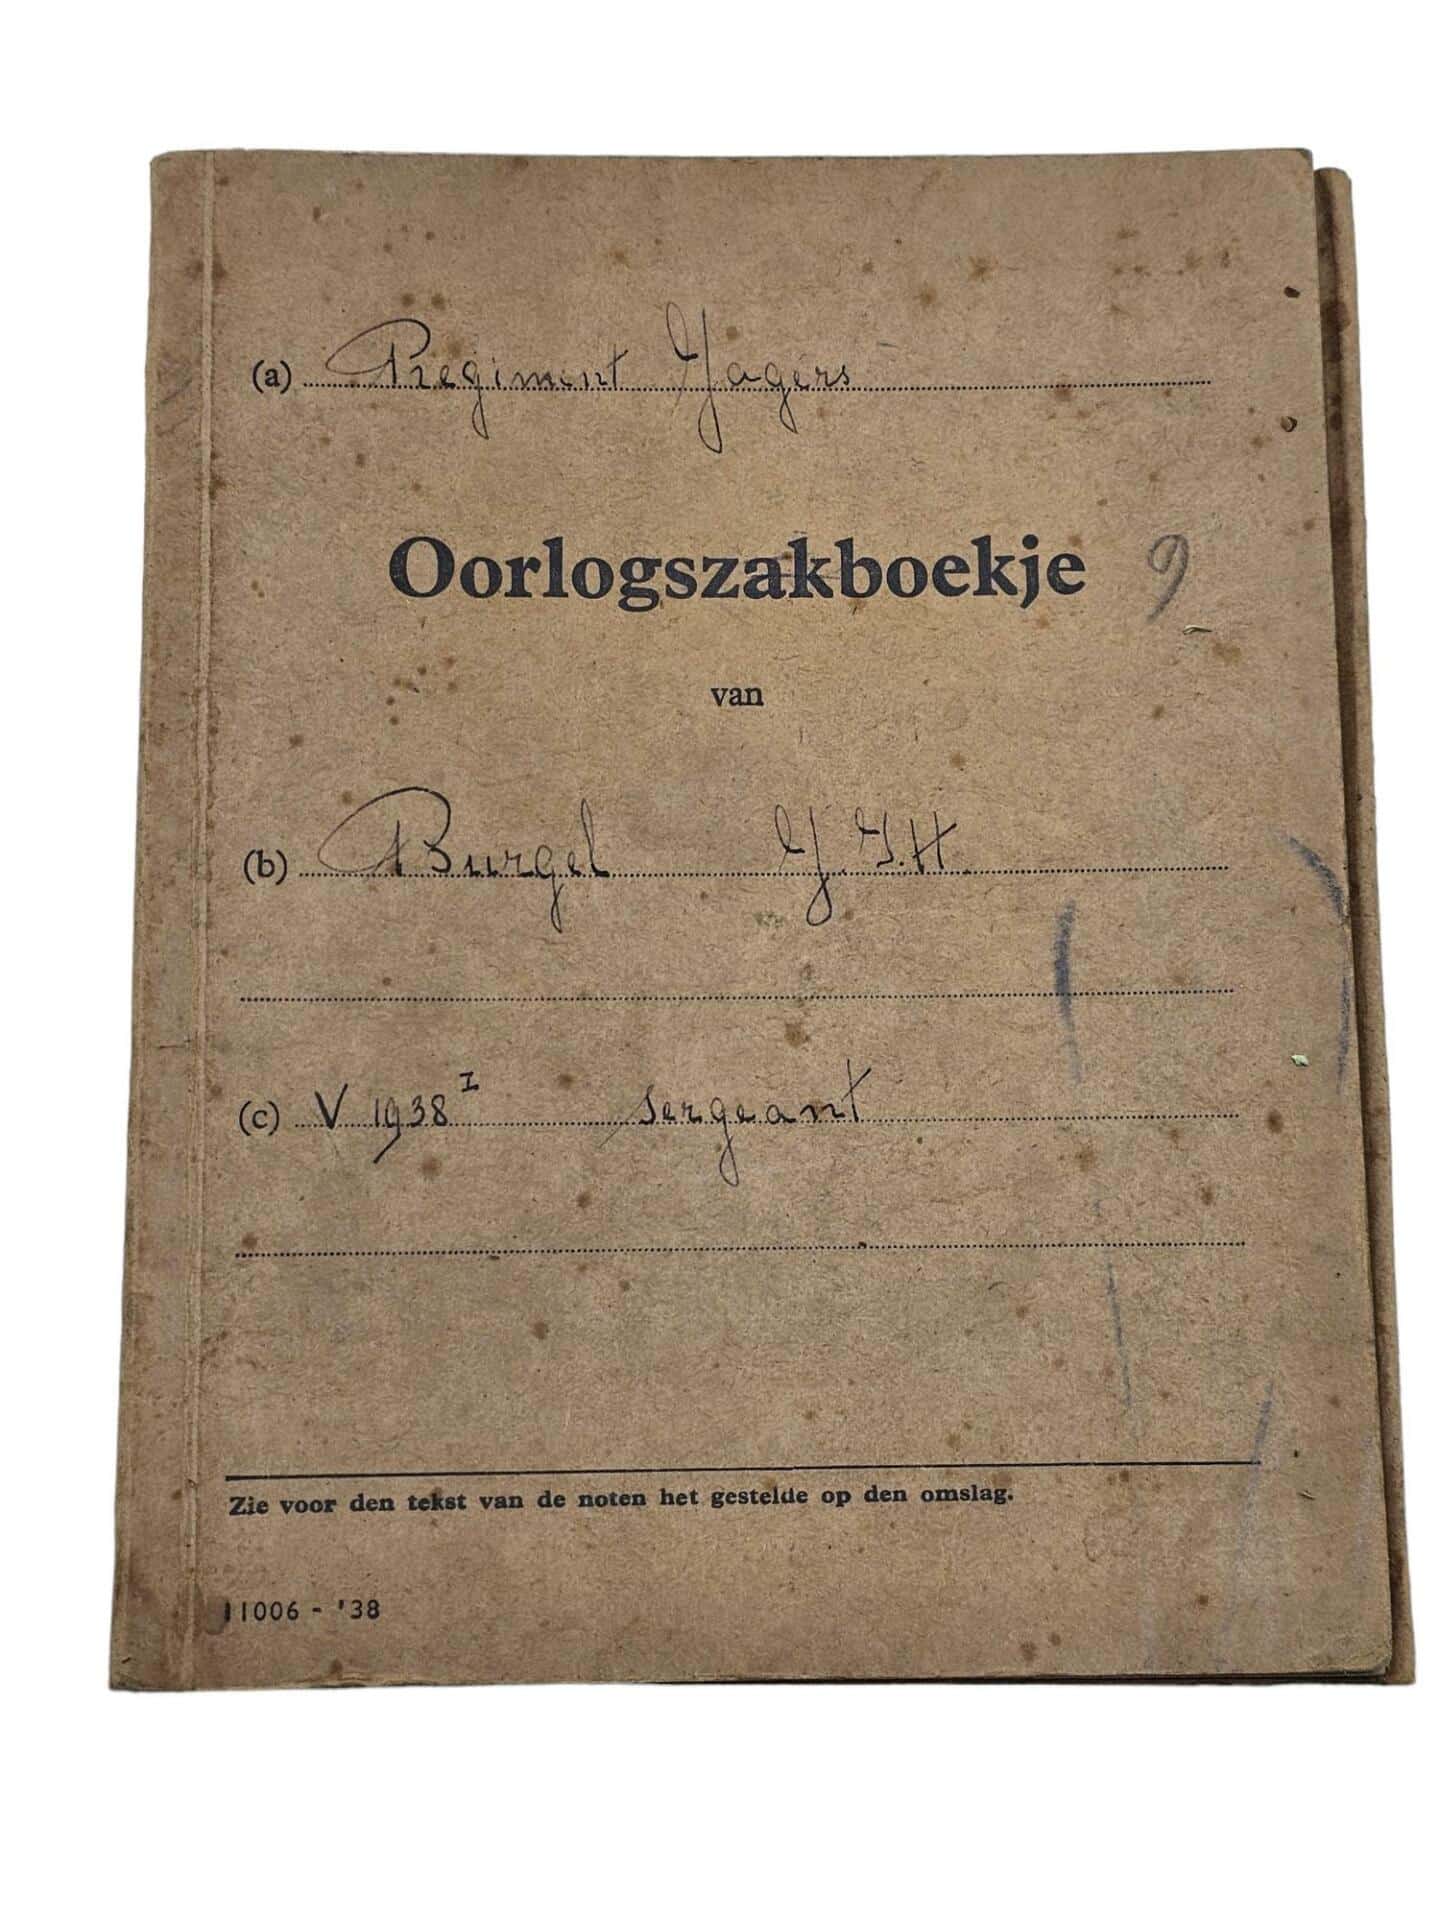 (a) Regiment Jagers
Oorlogszakboekje 9
van
(b) Burgel J. J. H.
(c) V 1938 I sergeant
Zie voor den tekst van de noten het gestelde op den omslag.
11006 - '38